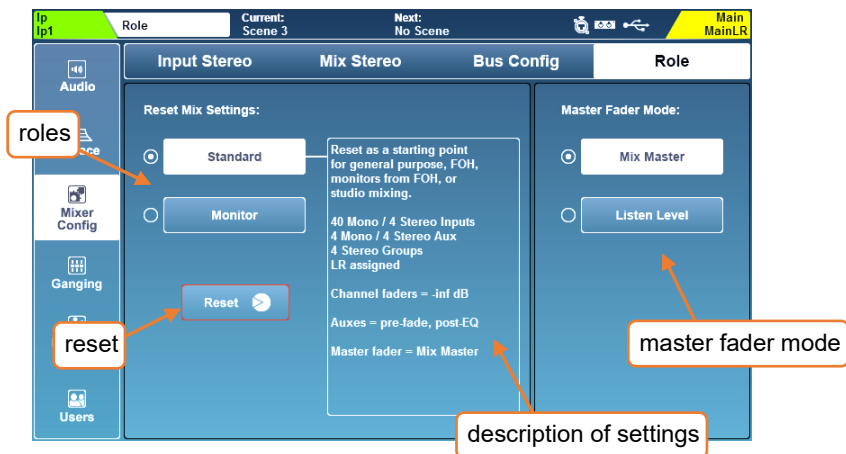 Ip
Ip1
Role
Current:
Scene 3
Next:
No Scene
Main
MainLR
Audio
Input Stereo
Mix Stereo
Bus Config
Role
Reset Mix Settings:
Master Fader Mode:
roles
ce
Standard
Reset as a starting point
for general purpose, FOH,
monitors from FOH, or
studio mixing.
40 Mono / 4 Stereo Inputs
4 Mono / 4 Stereo Aux
4 Stereo Groups
LR assigned
Channel faders = -inf dB
Auxes = pre-fade, post-EQ
Master fader = Mix Master
Mix Master
Mixer
Config
Monitor
Listen Level
Ganging
Reset
reset
master fader mode
Users
description of settings